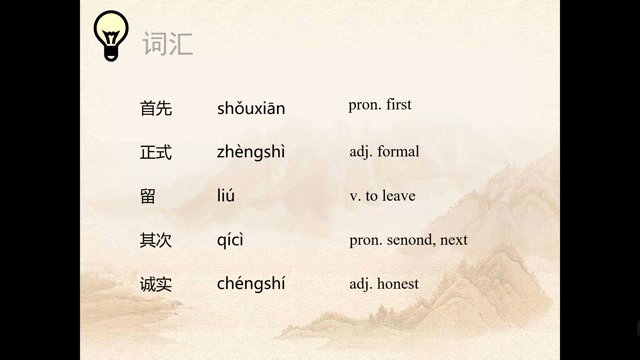 词汇
首先 shǒuxiān pron. first
正式 zhèngshì adj. formal
留 liú v. to leave
其次 qícì pron. senond, next
诚实 chéngshí adj. honest